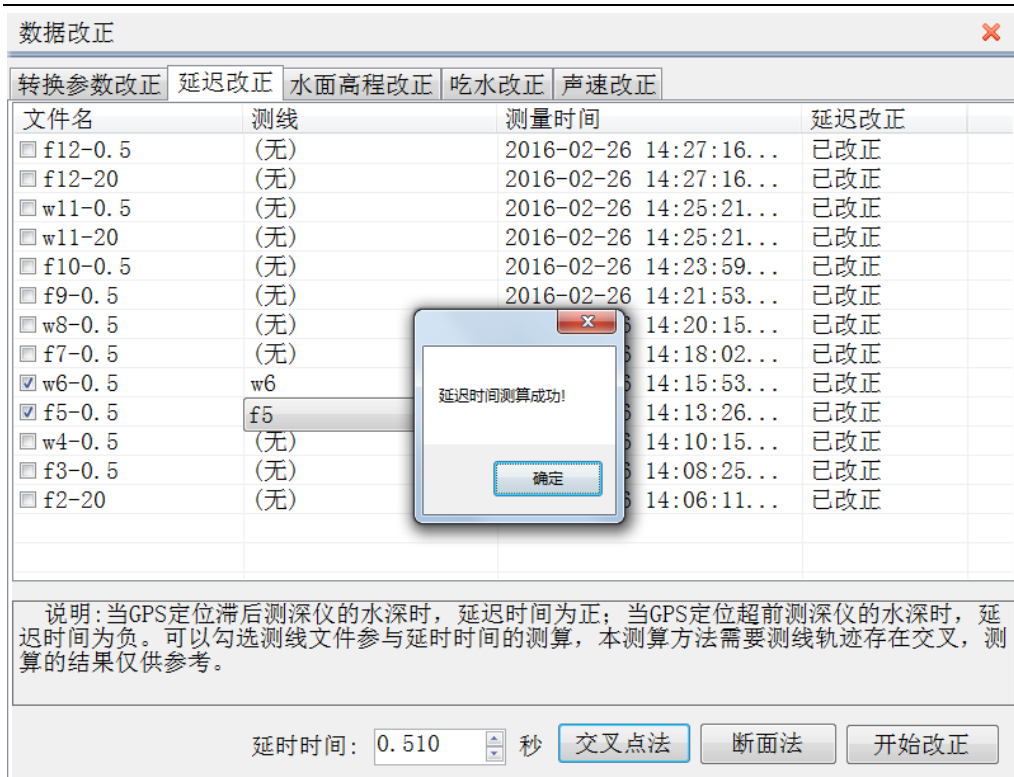 数据改正
转换参数改正 延迟改正 水面高程改正 吃水改正 声速改正
文件名 测线 测量时间 延迟改正
f12-0.5 (无) 2016-02-26 14:27:16... 已改正
f12-20 (无) 2016-02-26 14:27:16... 已改正
w11-0.5 (无) 2016-02-26 14:25:21... 已改正
w11-20 (无) 2016-02-26 14:25:21... 已改正
f10-0.5 (无) 2016-02-26 14:23:59... 已改正
f9-0.5 (无) 2016-02-26 14:21:53... 已改正
w8-0.5 (无) 6 14:20:15... 已改正
f7-0.5 (无) 6 14:18:02... 已改正
w6-0.5 w6 6 14:15:53... 已改正
f5-0.5 f5 6 14:13:26... 已改正
w4-0.5 (无) 6 14:10:15... 已改正
f3-0.5 (无) 6 14:08:25... 已改正
f2-20 (无) 6 14:06:11... 已改正
延迟时间测算成功!
确定
说明:当GPS定位滞后测深仪的水深时，延迟时间为正；当GPS定位超前测深仪的水深时，延
迟时间为负。可以勾选测线文件参与延时时间的测算，本测算方法需要测线轨迹存在交叉，测
算的结果仅供参考。
延时时间: 0.510 秒 交叉点法 断面法 开始改正